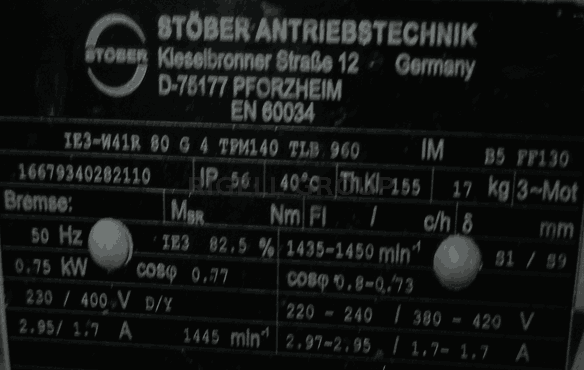 STÖBER ANTRIEBSTECHNIK
STÖBER Kieselbronner Straße 12 Germany
D-75177 PFORZHEIM
EN 60034
IE3-W41R 80 G 4 TPM140 TLB 960 IM B5 FF130
16679340282110 IP 56 40°C Th.Kl 155 17 kg 3~Mot
Bremse: MBR Nm Fl / c/h δ mm
50 Hz IE3 82.5 % 1435-1450 min-1 S1 / S9
0.75 kW cosφ 0.77 cosφ 0.8-0.73
230 / 400 V D/Y 220 - 240 / 380 - 420 V
2.95/ 1.7 A 1445 min-1 2.97-2.95 / 1.7- 1.7 A